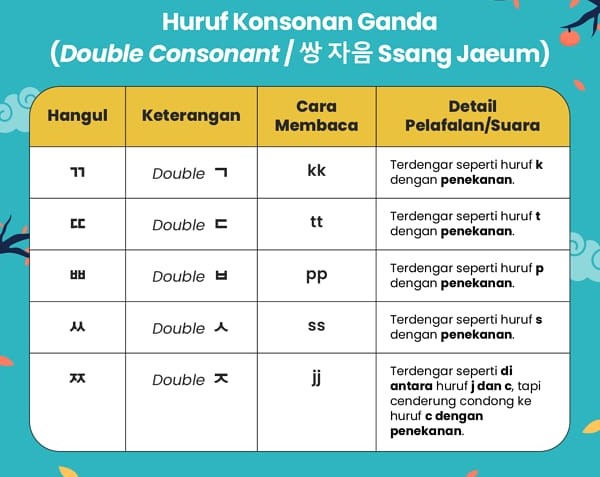 Huruf Konsonan Ganda
(Double Consonant / 쌍 자음 Ssang Jaeum)
Hangul Keterangan Cara Membaca Detail Pelafalan/Suara
ㄲ Double ㄱ kk Terdengar seperti huruf k
dengan penekanan.
ㄸ Double ㄷ tt Terdengar seperti huruf t
dengan penekanan.
ㅃ Double ㅂ pp Terdengar seperti huruf p
dengan penekanan.
ㅆ Double ㅅ ss Terdengar seperti huruf s
dengan penekanan.
ㅉ Double ㅈ jj Terdengar seperti di
antara huruf j dan c, tapi
cenderung condong ke
huruf c dengan
penekanan.